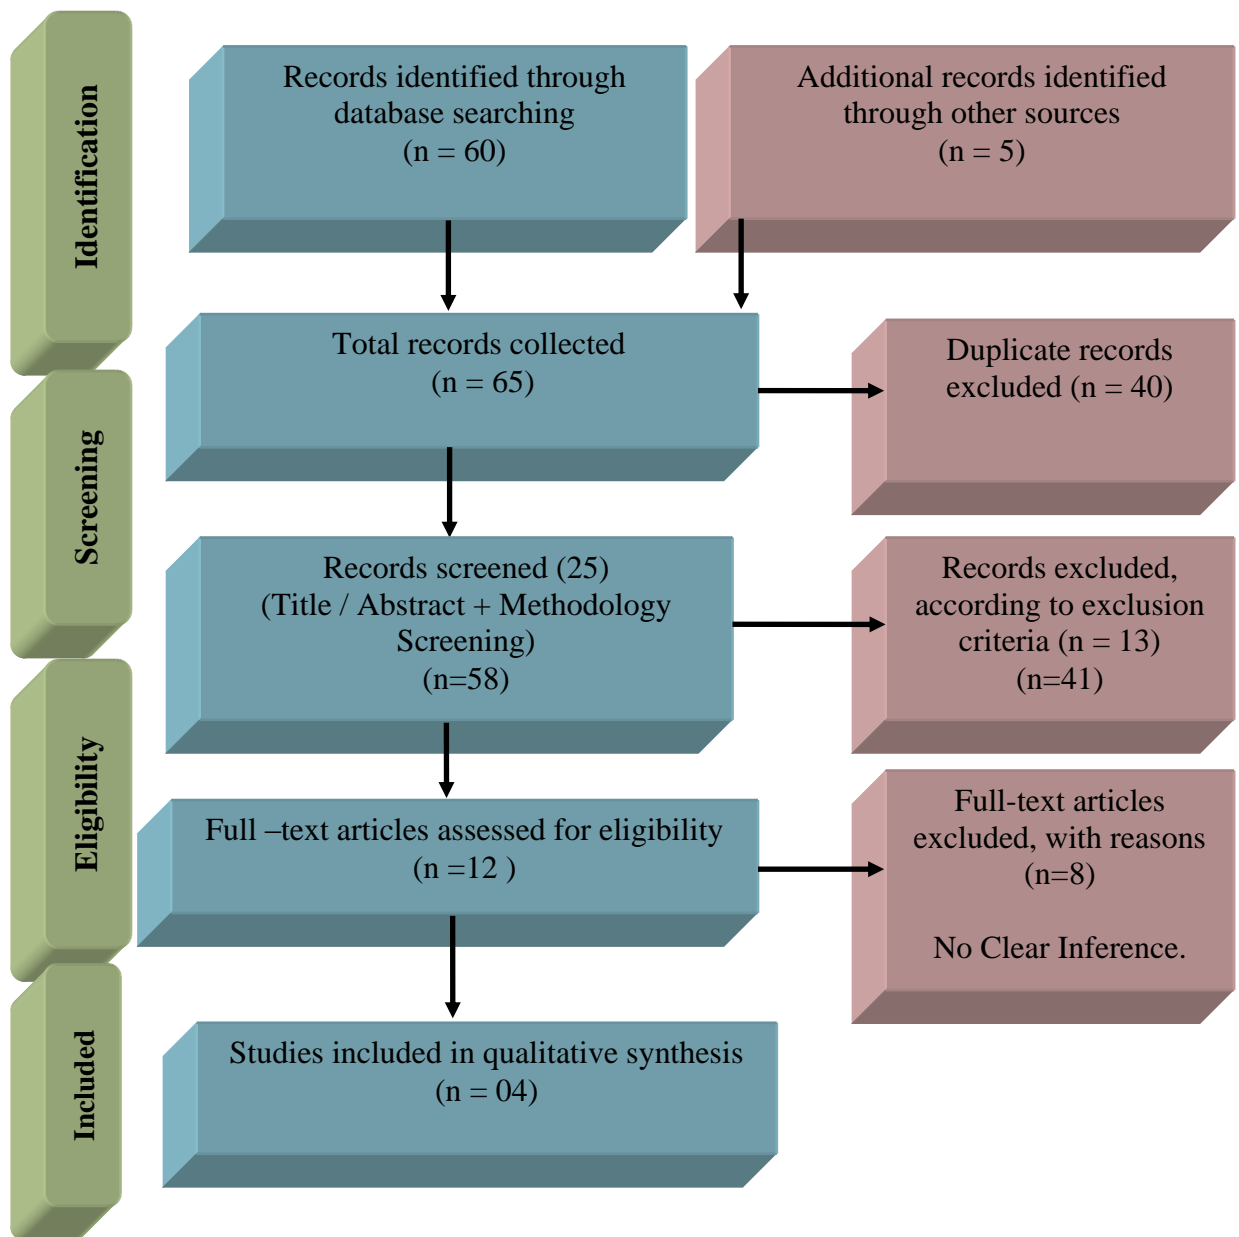 Identification
Records identified through
database searching
(n = 60)
Additional records identified
through other sources
(n = 5)
Total records collected
(n = 65)
Duplicate records
excluded (n = 40)
Screening
Records screened (25)
(Title / Abstract + Methodology
Screening)
(n=58)
Records excluded,
according to exclusion
criteria (n = 13)
(n=41)
Eligibility
Full –text articles assessed for eligibility
(n =12 )
Full-text articles
excluded, with reasons
(n=8)
No Clear Inference.
Included
Studies included in qualitative synthesis
(n = 04)